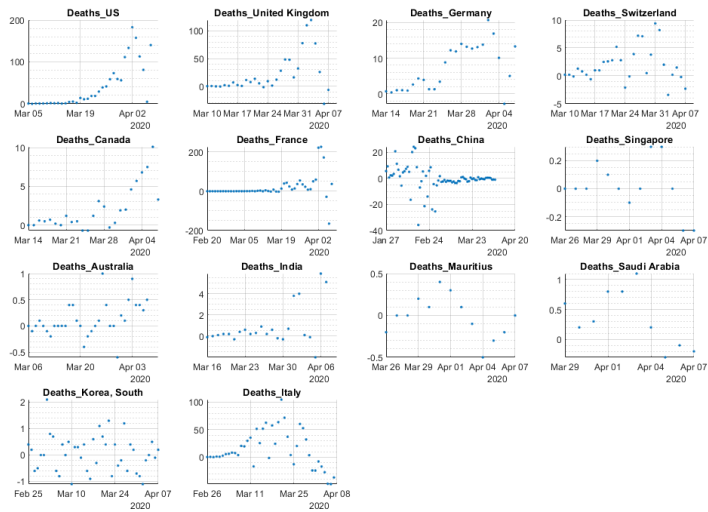 Deaths_US
200
100
0
Mar 05 Mar 19 Apr 02
2020
Deaths_United Kingdom
100
50
0
Mar 10 Mar 17 Mar 24 Mar 31 Apr 07
2020
Deaths_Germany
20
10
0
Mar 14 Mar 21 Mar 28 Apr 04
2020
Deaths_Switzerland
10
5
0
-5
Mar 10 Mar 17 Mar 24 Mar 31 Apr 07
2020
Deaths_Canada
10
5
0
Mar 14 Mar 21 Mar 28 Apr 04
2020
Deaths_France
200
0
-200
Feb 20 Mar 05 Mar 19 Apr 02
2020
Deaths_China
20
0
-20
-40
Jan 27 Feb 24 Mar 23 Apr 20
2020
Deaths_Singapore
0.2
0
-0.2
Mar 26 Mar 29 Apr 01 Apr 04 Apr 07
2020
Deaths_Australia
1
0.5
0
-0.5
Mar 06 Mar 20 Apr 03
2020
Deaths_India
4
2
0
Mar 16 Mar 23 Mar 30 Apr 06
2020
Deaths_Mauritius
0.5
0
-0.5
Mar 26 Mar 29 Apr 01 Apr 04 Apr 07
2020
Deaths_Saudi Arabia
1
0.5
0
Mar 29 Apr 01 Apr 04 Apr 07
2020
Deaths_Korea, South
2
1
0
-1
Feb 25 Mar 10 Mar 24 Apr 07
2020
Deaths_Italy
100
50
0
Feb 26 Mar 11 Mar 25 Apr 08
2020